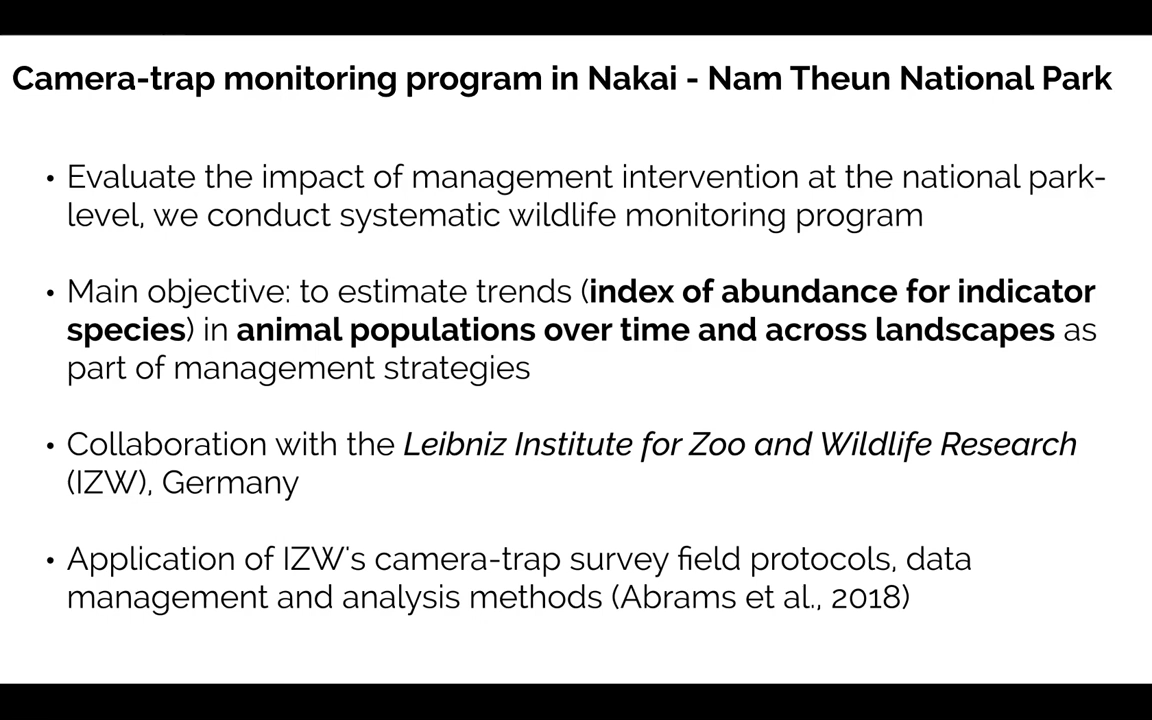 Camera-trap monitoring program in Nakai - Nam Theun National Park
• Evaluate the impact of management intervention at the national park-
level, we conduct systematic wildlife monitoring program
• Main objective: to estimate trends (index of abundance for indicator
species) in animal populations over time and across landscapes as
part of management strategies
• Collaboration with the Leibniz Institute for Zoo and Wildlife Research
(IZW), Germany
• Application of IZW's camera-trap survey field protocols, data
management and analysis methods (Abrams et al., 2018)